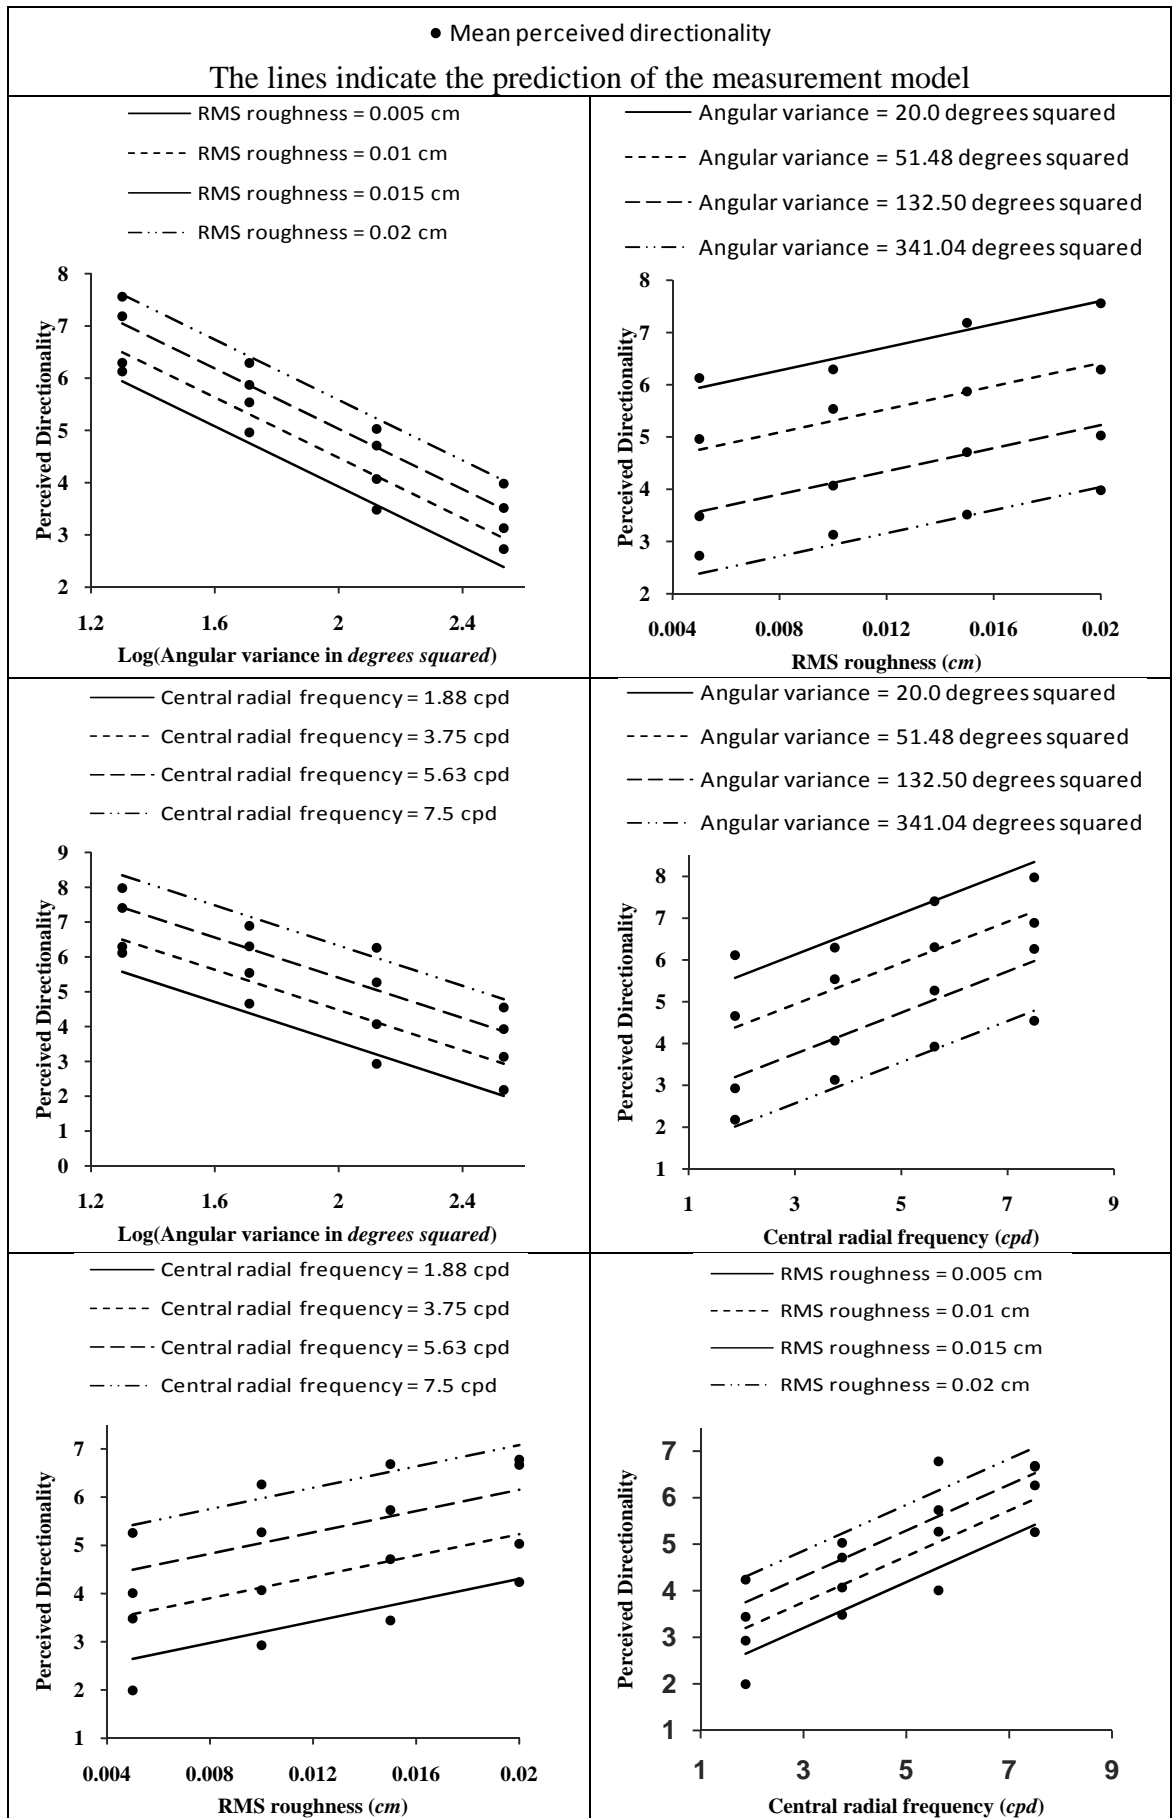 • Mean perceived directionality
The lines indicate the prediction of the measurement model
RMS roughness = 0.005 cm
RMS roughness = 0.01 cm
RMS roughness = 0.015 cm
RMS roughness = 0.02 cm
8
7
6
5
4
3
2
Perceived Directionality
1.2 1.6 2 2.4
Log(Angular variance in degrees squared)
Angular variance = 20.0 degrees squared
Angular variance = 51.48 degrees squared
Angular variance = 132.50 degrees squared
Angular variance = 341.04 degrees squared
8
7
6
5
4
3
2
Perceived Directionality
0.004 0.008 0.012 0.016 0.02
RMS roughness (cm)
Central radial frequency = 1.88 cpd
Central radial frequency = 3.75 cpd
Central radial frequency = 5.63 cpd
Central radial frequency = 7.5 cpd
9
8
7
6
5
4
3
2
1
0
Perceived Directionality
1.2 1.6 2 2.4
Log(Angular variance in degrees squared)
Angular variance = 20.0 degrees squared
Angular variance = 51.48 degrees squared
Angular variance = 132.50 degrees squared
Angular variance = 341.04 degrees squared
8
7
6
5
4
3
2
1
Perceived Directionality
1 3 5 7 9
Central radial frequency (cpd)
Central radial frequency = 1.88 cpd
Central radial frequency = 3.75 cpd
Central radial frequency = 5.63 cpd
Central radial frequency = 7.5 cpd
7
6
5
4
3
2
1
Perceived Directionality
0.004 0.008 0.012 0.016 0.02
RMS roughness (cm)
RMS roughness = 0.005 cm
RMS roughness = 0.01 cm
RMS roughness = 0.015 cm
RMS roughness = 0.02 cm
7
6
5
4
3
2
1
Perceived Directionality
1 3 5 7 9
Central radial frequency (cpd)